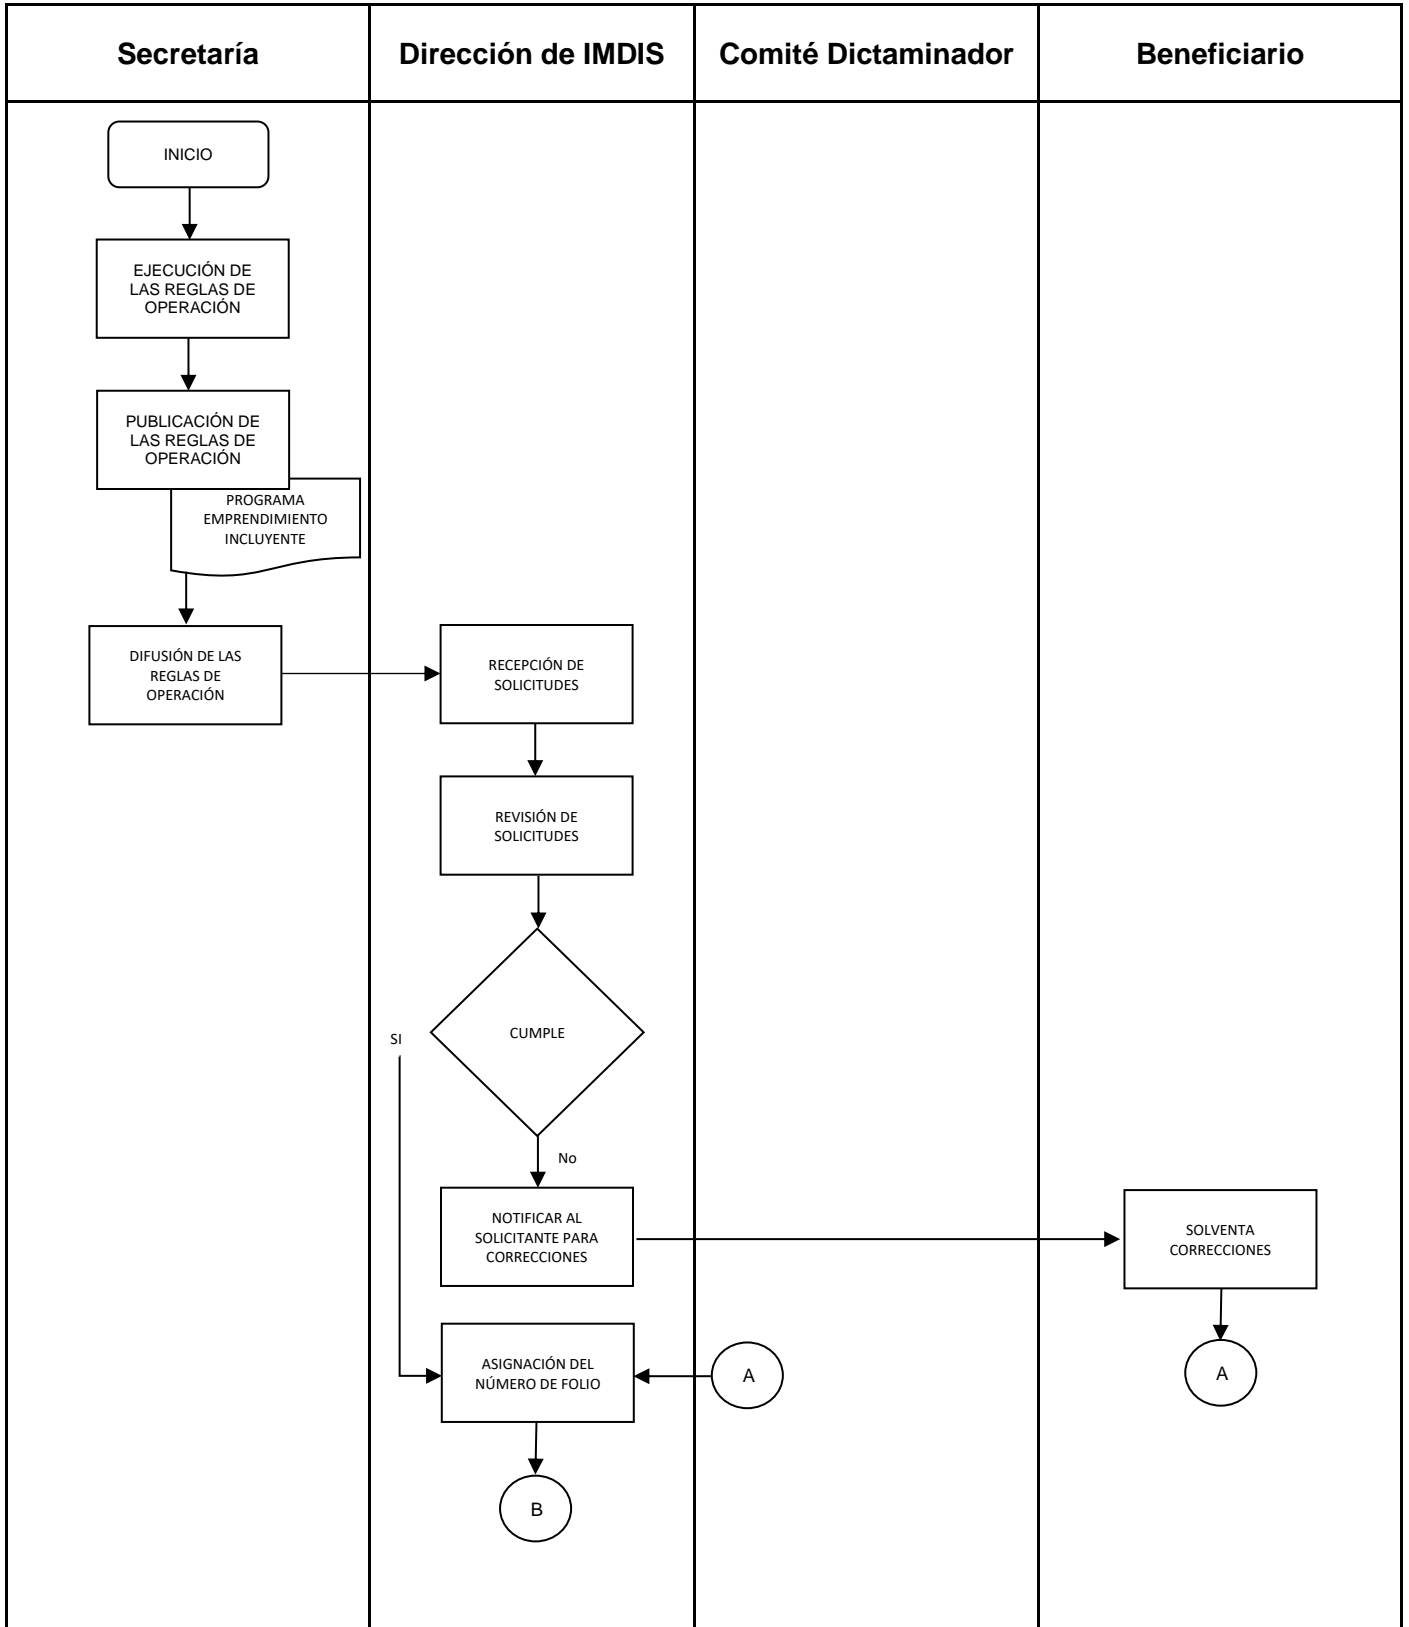 Secretaría
Dirección de IMDIS
Comité Dictaminador
Beneficiario
INICIO
EJECUCIÓN DE
LAS REGLAS DE
OPERACIÓN
PUBLICACIÓN DE
LAS REGLAS DE
OPERACIÓN
PROGRAMA
EMPRENDIMIENTO
INCLUYENTE
DIFUSIÓN DE LAS
REGLAS DE
OPERACIÓN
RECEPCIÓN DE
SOLICITUDES
REVISIÓN DE
SOLICITUDES
CUMPLE
SI
No
NOTIFICAR AL
SOLICITANTE PARA
CORRECCIONES
SOLVENTA
CORRECCIONES
ASIGNACIÓN DEL
NÚMERO DE FOLIO
A
A
B